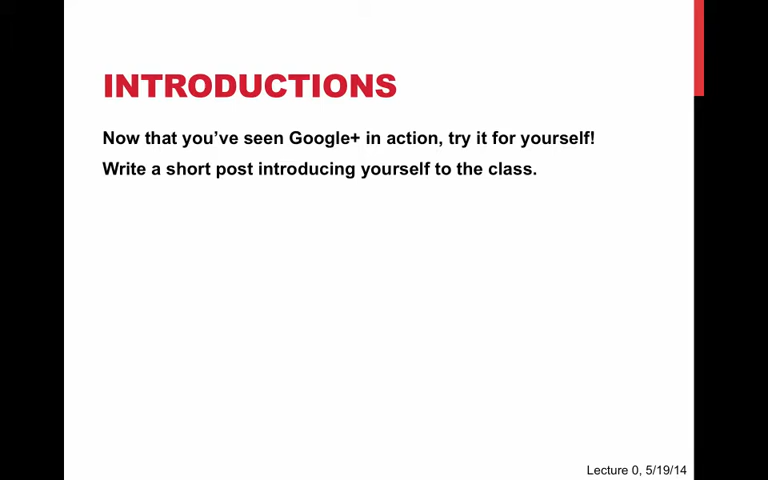 INTRODUCTIONS
Now that you’ve seen Google+ in action, try it for yourself!
Write a short post introducing yourself to the class.
Lecture 0, 5/19/14